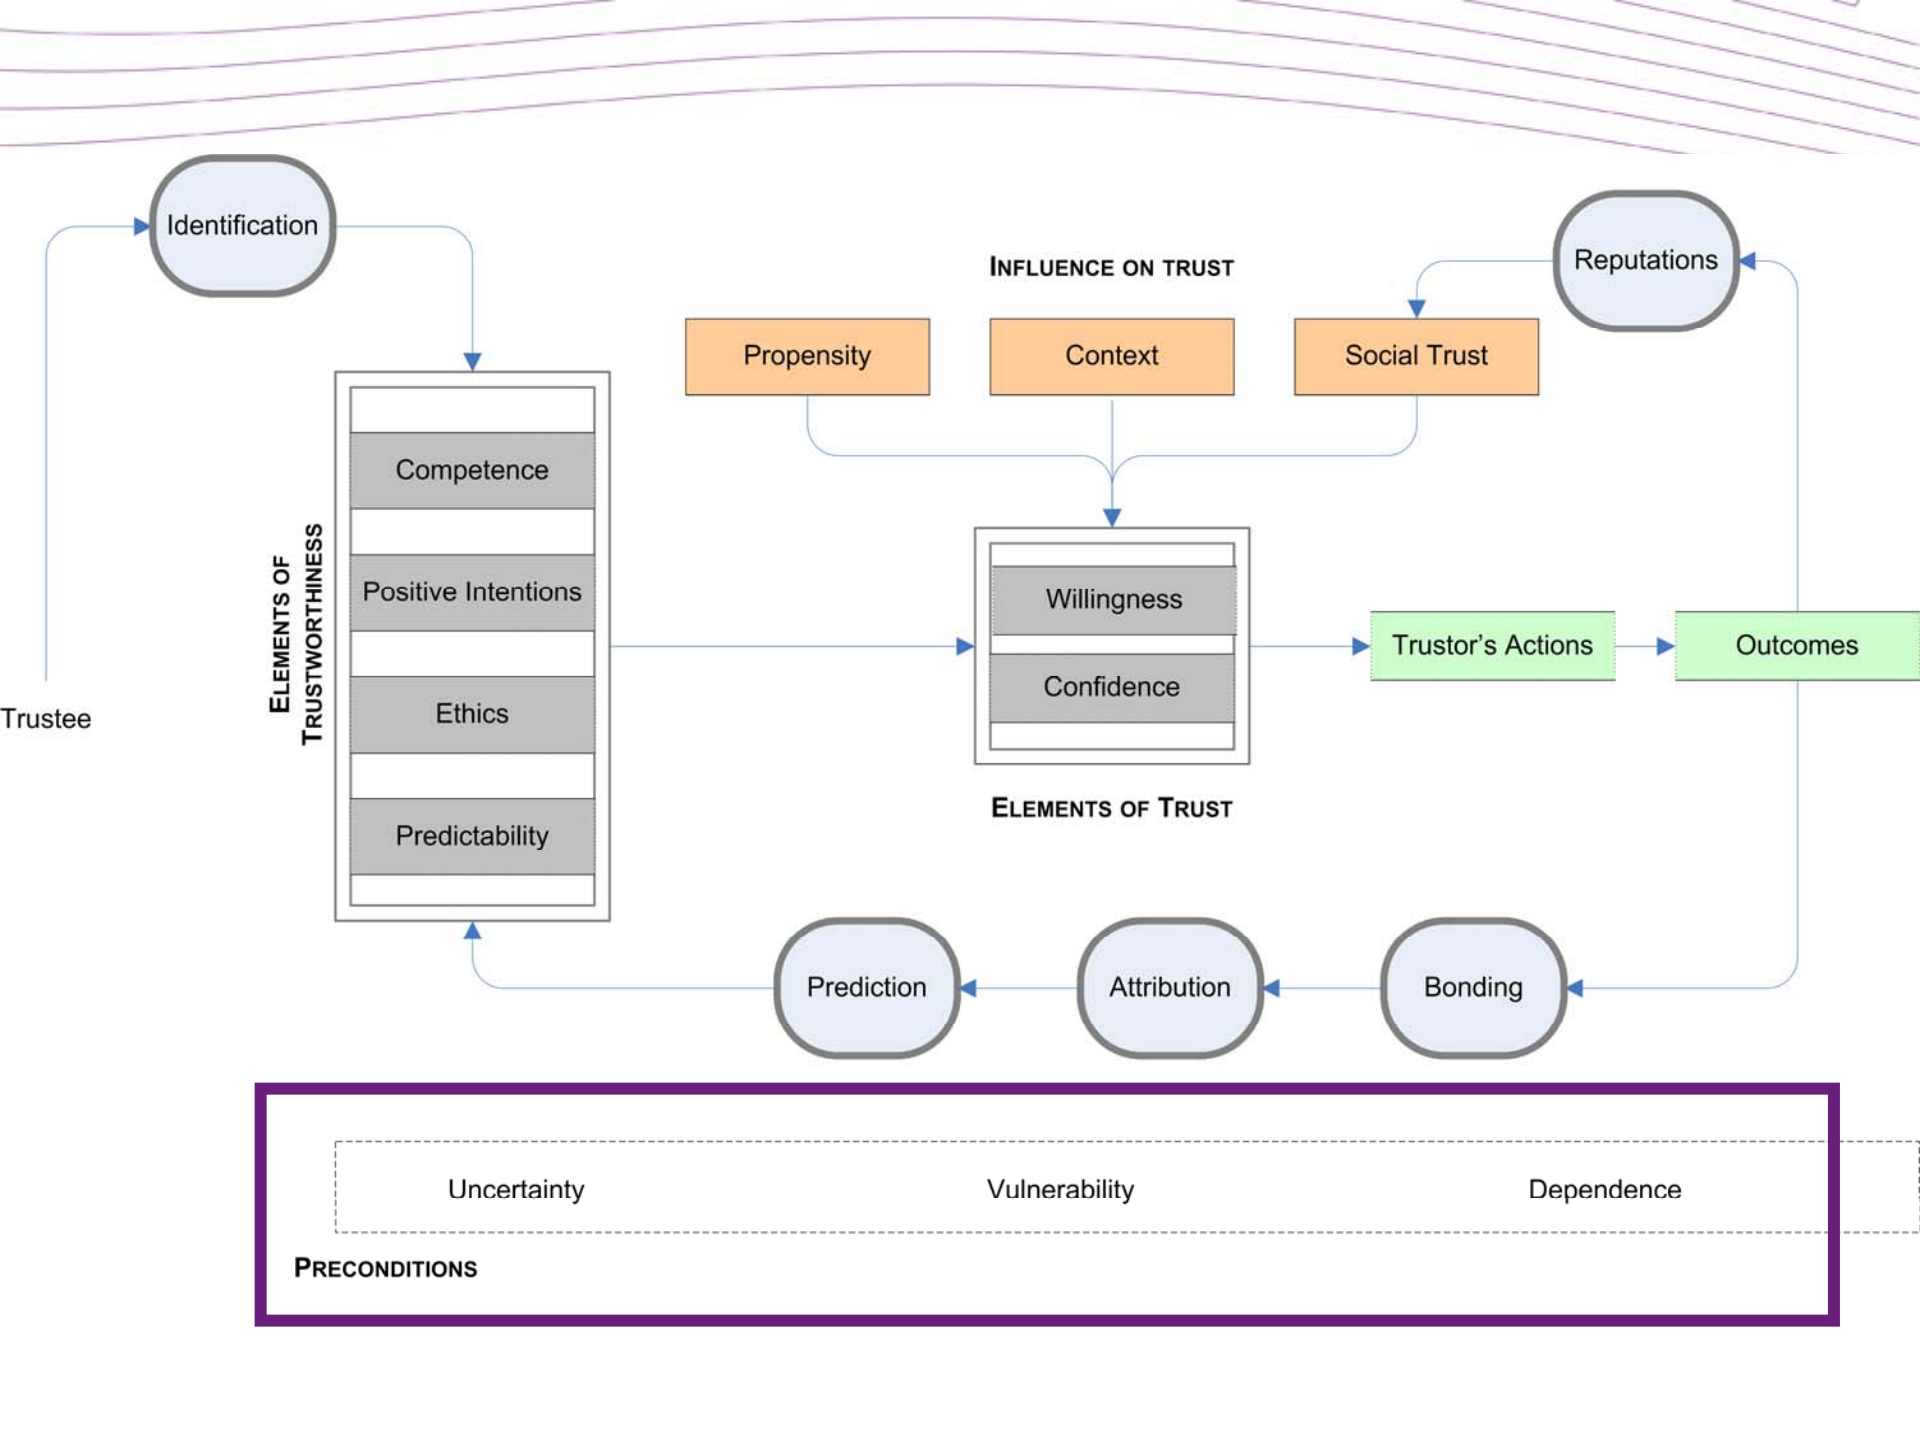 Identification
Reputations
INFLUENCE ON TRUST
Propensity
Context
Social Trust
Competence
Positive Intentions
Ethics
Predictability
ELEMENTS OF
TRUSTWORTHINESS
Trustee
Willingness
Confidence
ELEMENTS OF TRUST
Trustor's Actions
Outcomes
Prediction
Attribution
Bonding
Uncertainty
Vulnerability
Dependence
PRECONDITIONS